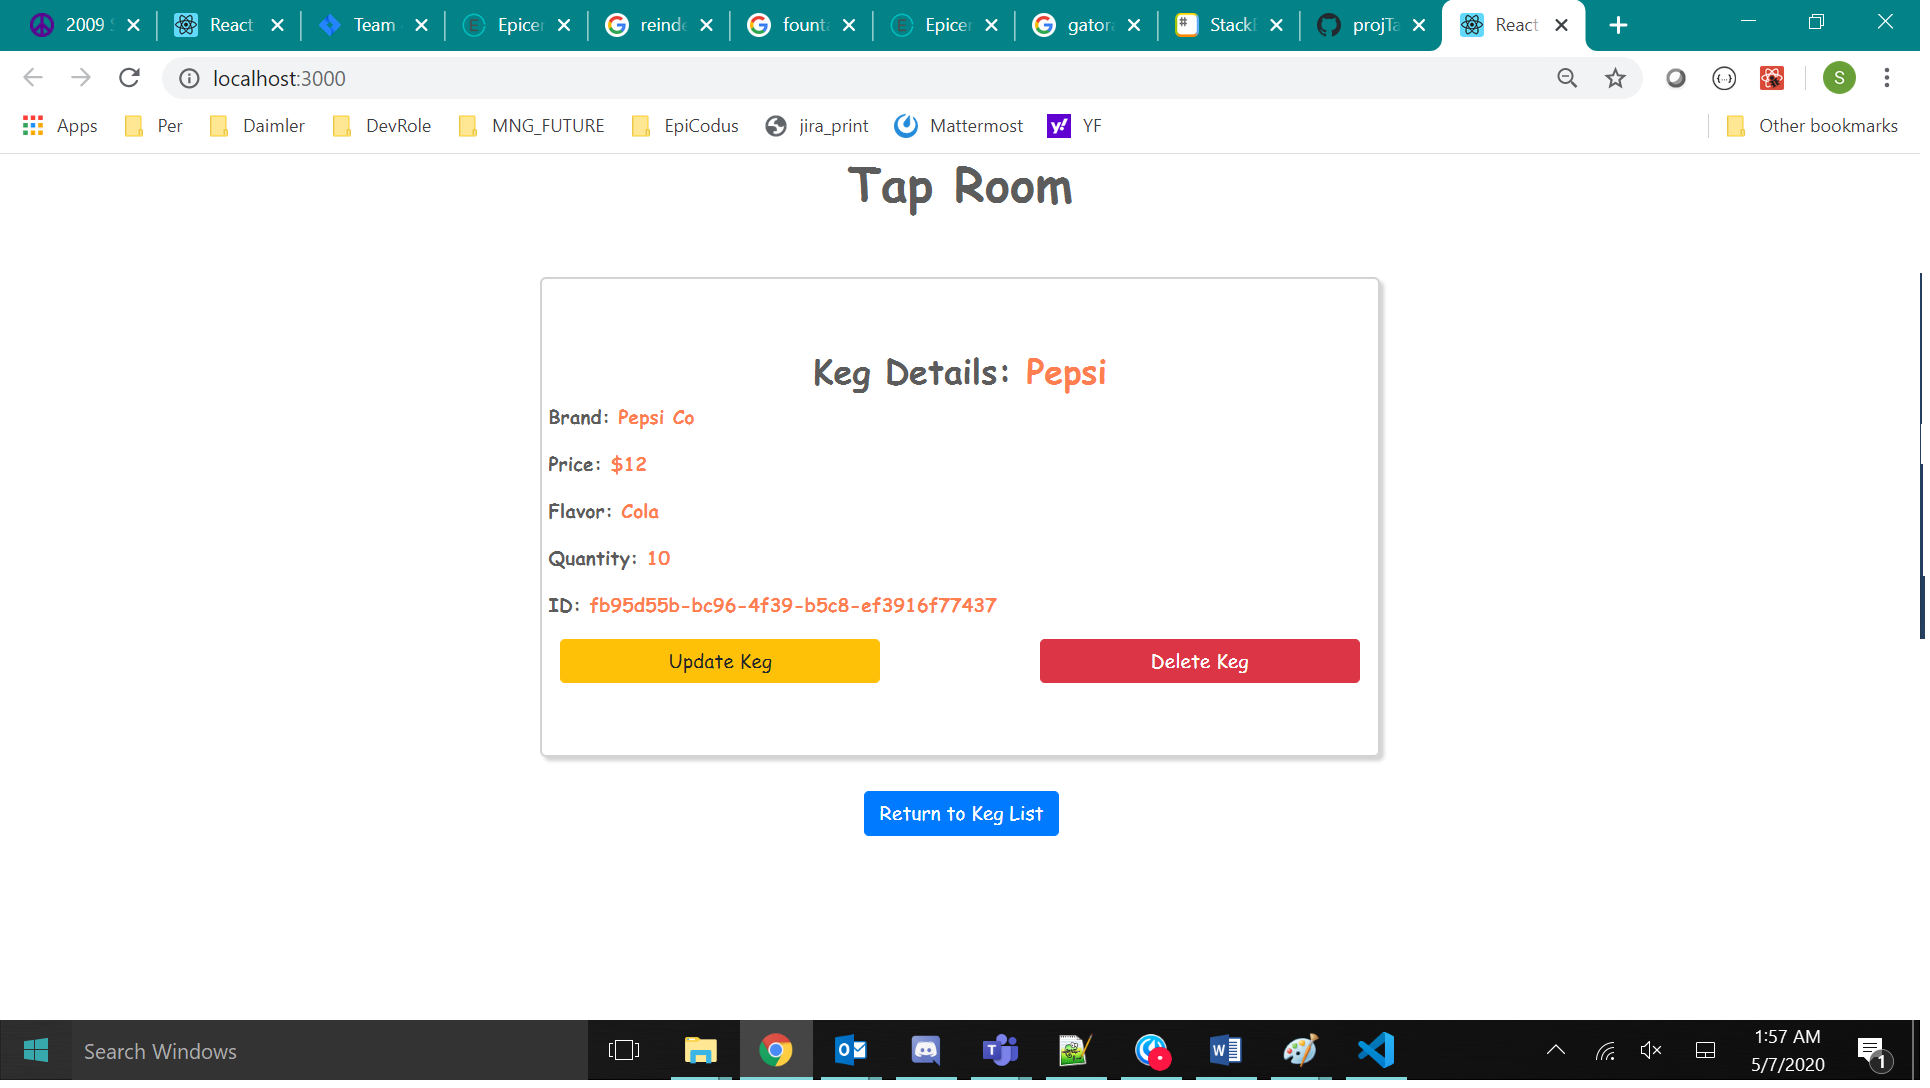 2009 React Team Epicer reinde founta Epicer gatora Stack projTa React
localhost:3000 S
Apps Per Daimler DevRole MNG_FUTURE EpiCodus jira_print Mattermost y! YF Other bookmarks
Tap Room
Keg Details: Pepsi
Brand: Pepsi Co
Price: $12
Flavor: Cola
Quantity: 10
ID: fb95d55b-bc96-4f39-b5c8-ef3916f77437
Update Keg Delete Keg
Return to Keg List
Search Windows
1:57 AM
5/7/2020
1